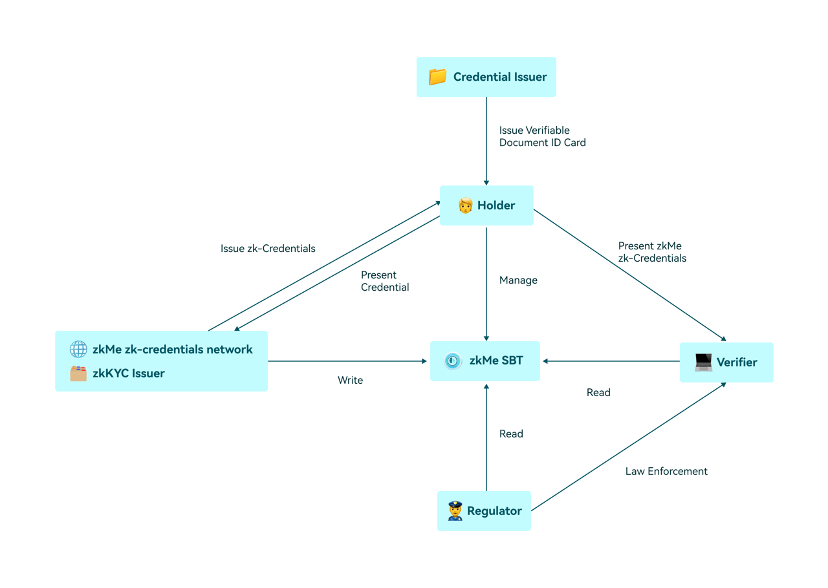 Credential Issuer
Issue Verifiable
Document ID Card
Holder
Issue zk-Credentials
Present
Credential
Manage
Present zkMe
zk-Credentials
zkMe zk-credentials network
zkKYC Issuer
Write
zkMe SBT
Read
Verifier
Read
Law Enforcement
Regulator